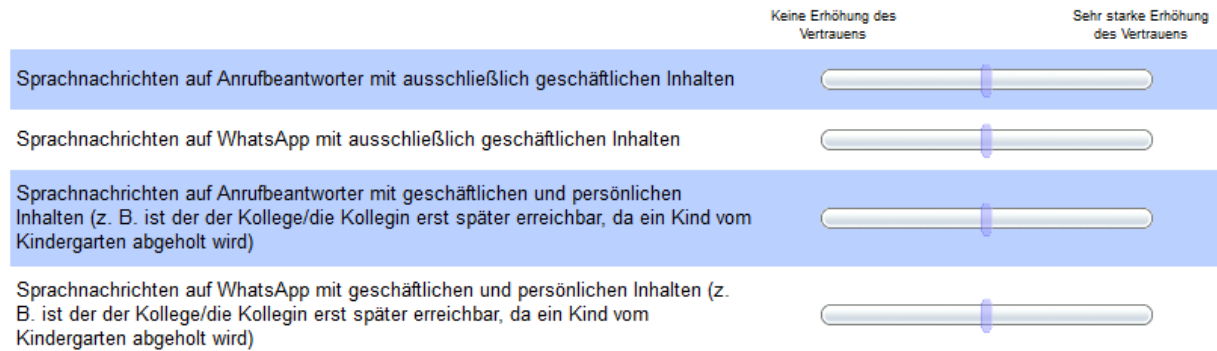 Keine Erhöhung des
Vertrauens
Sehr starke Erhöhung
des Vertrauens
Sprachnachrichten auf Anrufbeantworter mit ausschließlich geschäftlichen Inhalten
Sprachnachrichten auf WhatsApp mit ausschließlich geschäftlichen Inhalten
Sprachnachrichten auf Anrufbeantworter mit geschäftlichen und persönlichen
Inhalten (z. B. ist der der Kollege/die Kollegin erst später erreichbar, da ein Kind vom
Kindergarten abgeholt wird)
Sprachnachrichten auf WhatsApp mit geschäftlichen und persönlichen Inhalten (z.
B. ist der der Kollege/die Kollegin erst später erreichbar, da ein Kind vom
Kindergarten abgeholt wird)